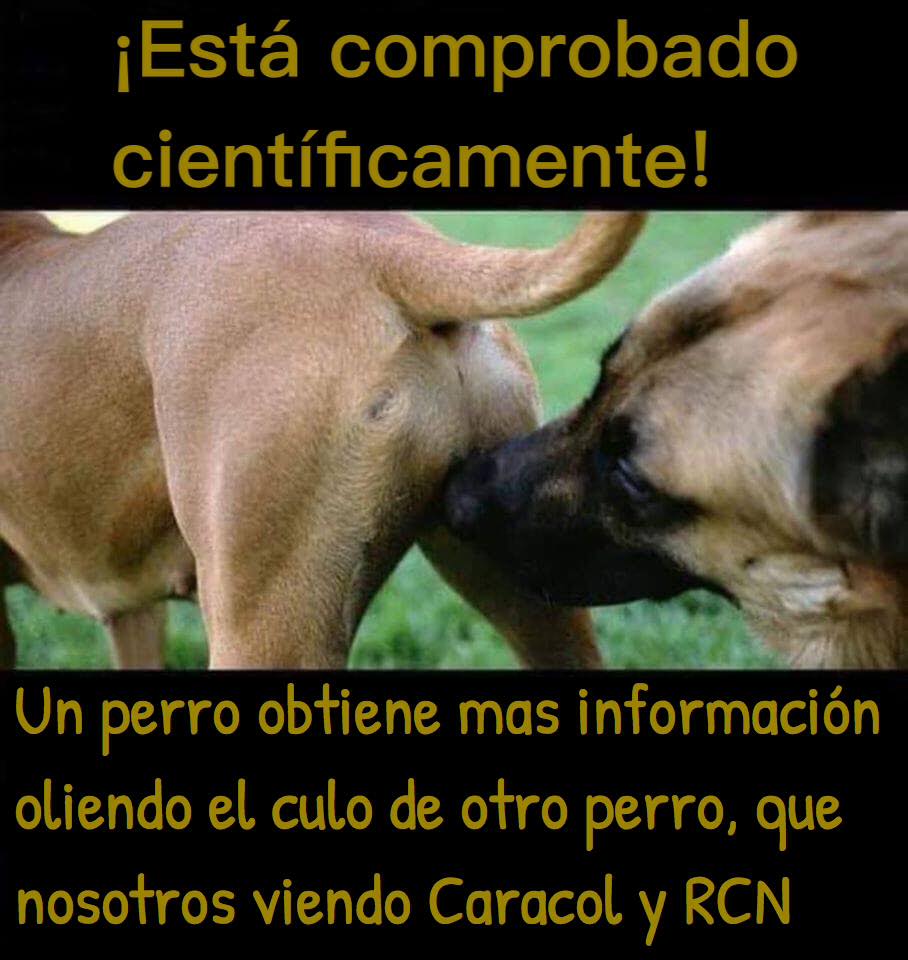 ¡Está comprobado
científicamente!
Un perro obtiene mas información
oliendo el culo de otro perro, que
nosotros viendo Caracol y RCN